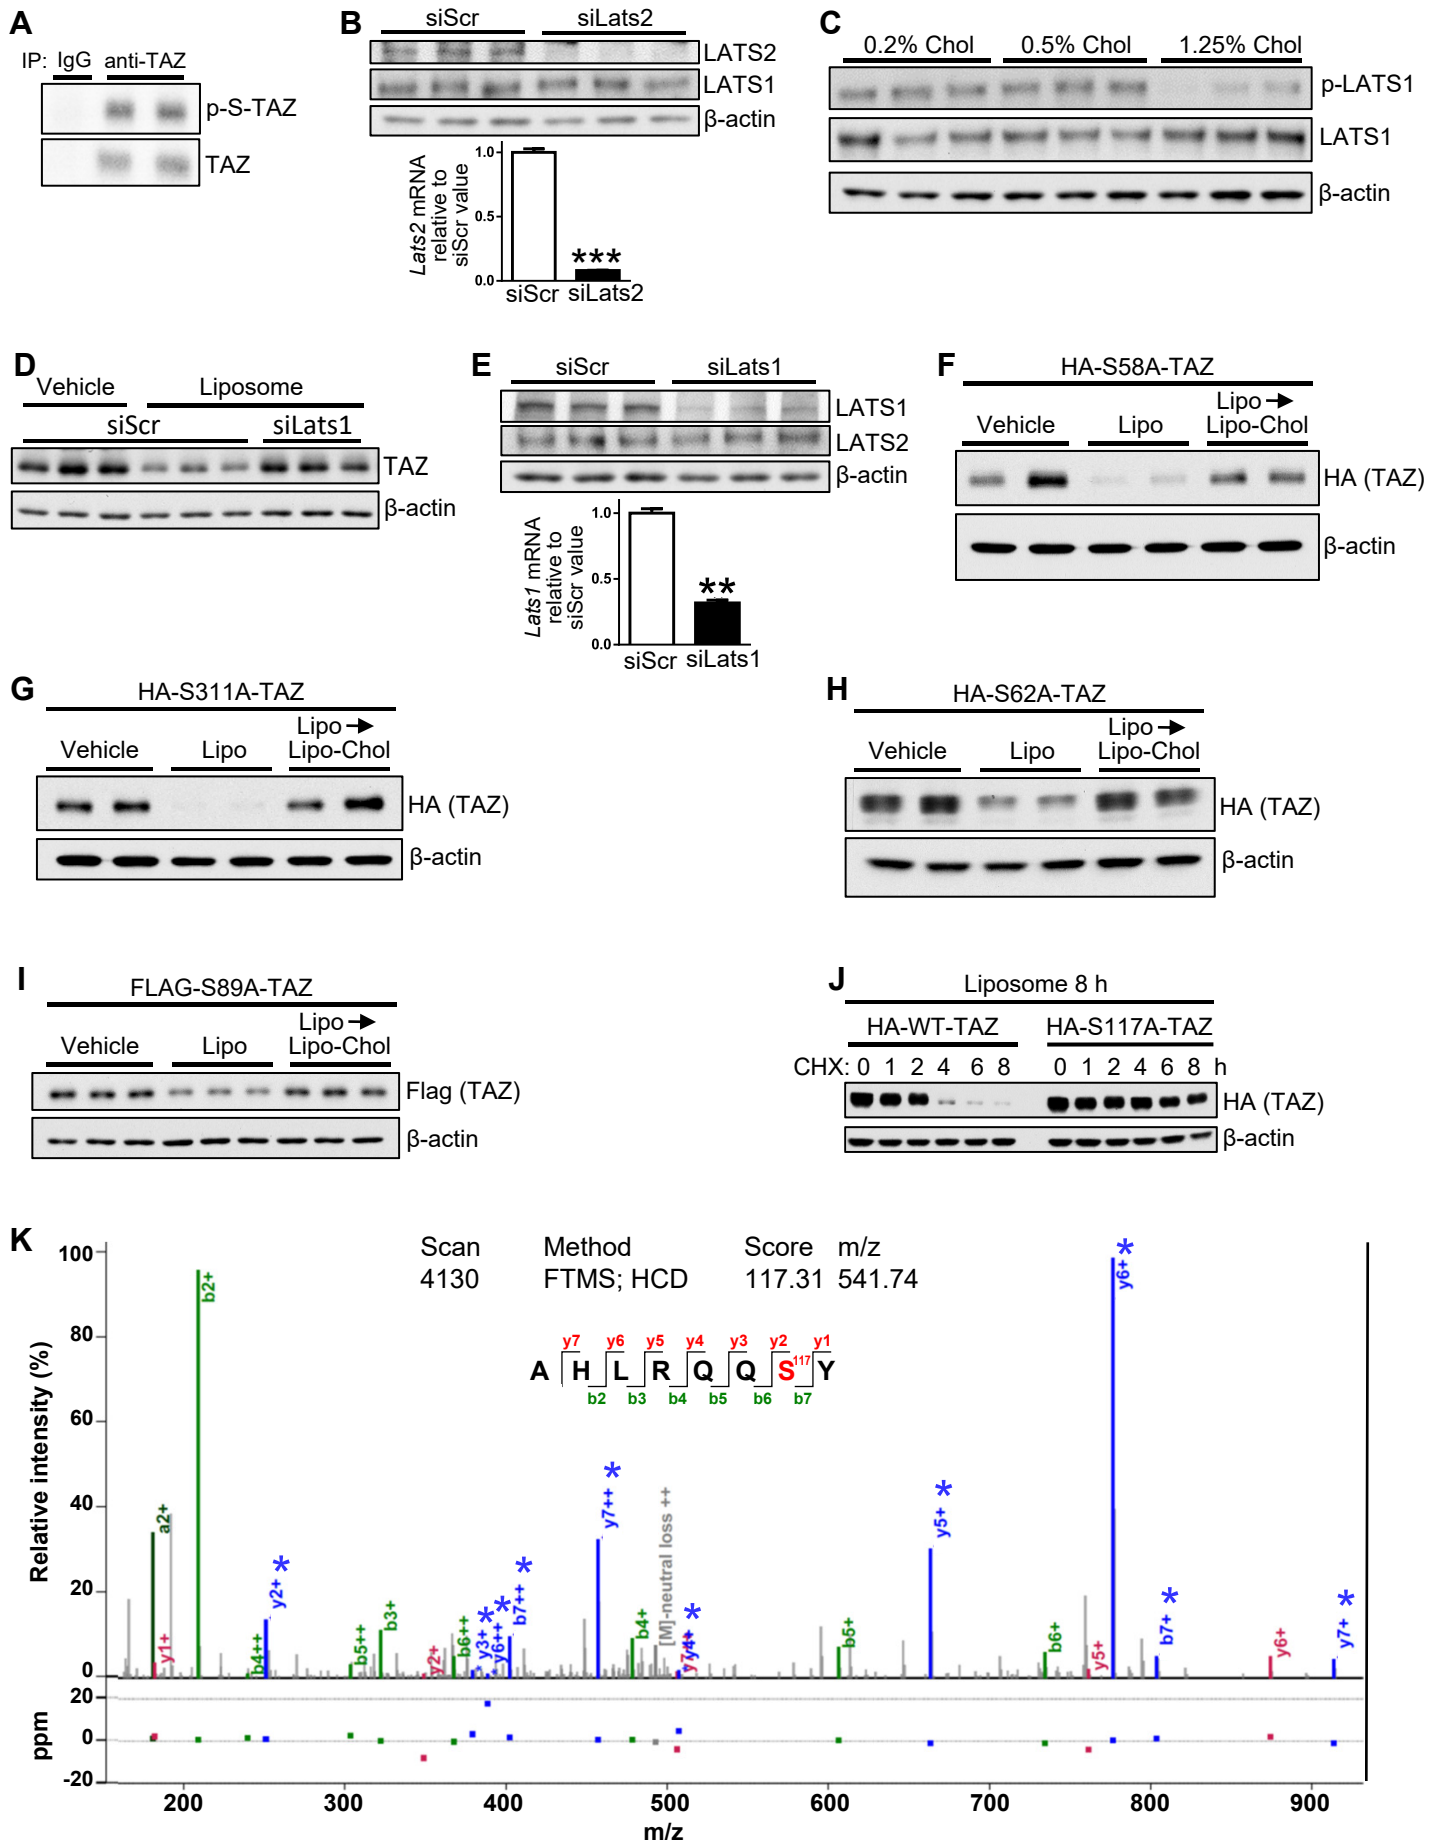 A
IP: IgG anti-TAZ
p-S-TAZ
TAZ
B
siScr siLats2
LATS2
LATS1
β-actin
Lats2 mRNA
relative to
siScr value
1.0
0.5
0.0
***
siScr siLats2
C
0.2% Chol 0.5% Chol 1.25% Chol
p-LATS1
LATS1
β-actin
D
Vehicle Liposome
siScr siLats1
TAZ
β-actin
E
siScr siLats1
LATS1
LATS2
β-actin
Lats1 mRNA
relative to
siScr value
1.0
0.5
0.0
**
siScr siLats1
F
HA-S58A-TAZ
Lipo
Vehicle Lipo Lipo-Chol
HA (TAZ)
β-actin
G
HA-S311A-TAZ
Lipo
Vehicle Lipo Lipo-Chol
HA (TAZ)
β-actin
H
HA-S62A-TAZ
Lipo
Vehicle Lipo Lipo-Chol
HA (TAZ)
β-actin
I
FLAG-S89A-TAZ
Lipo
Vehicle Lipo Lipo-Chol
Flag (TAZ)
β-actin
J
Liposome 8 h
HA-WT-TAZ HA-S117A-TAZ
CHX: 0 1 2 4 6 8 0 1 2 4 6 8 h
HA (TAZ)
β-actin
K
Scan Method Score m/z
4130 FTMS; HCD 117.31 541.74
y7 y6 y5 y4 y3 y2 y1
A H L R Q Q S117 Y
b2 b3 b4 b5 b6 b7
Relative intensity (%)
100
80
60
40
20
0
a2+
y1+
b2+
b4++
y2+ *
b5++
b3+
y2+
b6++
y3+ *
y6++ *
b7++ *
y7++ *
b4+
[M]-neutral loss ++
y4+ *
b5+
y5+ *
b6+
y5+
y6+ *
b7+ *
y6+
y7+ *
ppm
20
0
-20
200 300 400 500 600 700 800 900
m/z